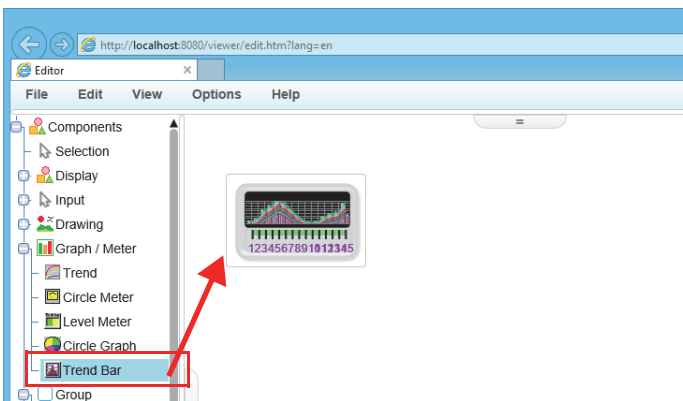 http://localhost:8080/viewer/edit.htm?lang=en
Editor
File Edit View Options Help
Components
Selection
Display
Input
Drawing
Graph / Meter
Trend
Circle Meter
Level Meter
Circle Graph
Trend Bar
Group